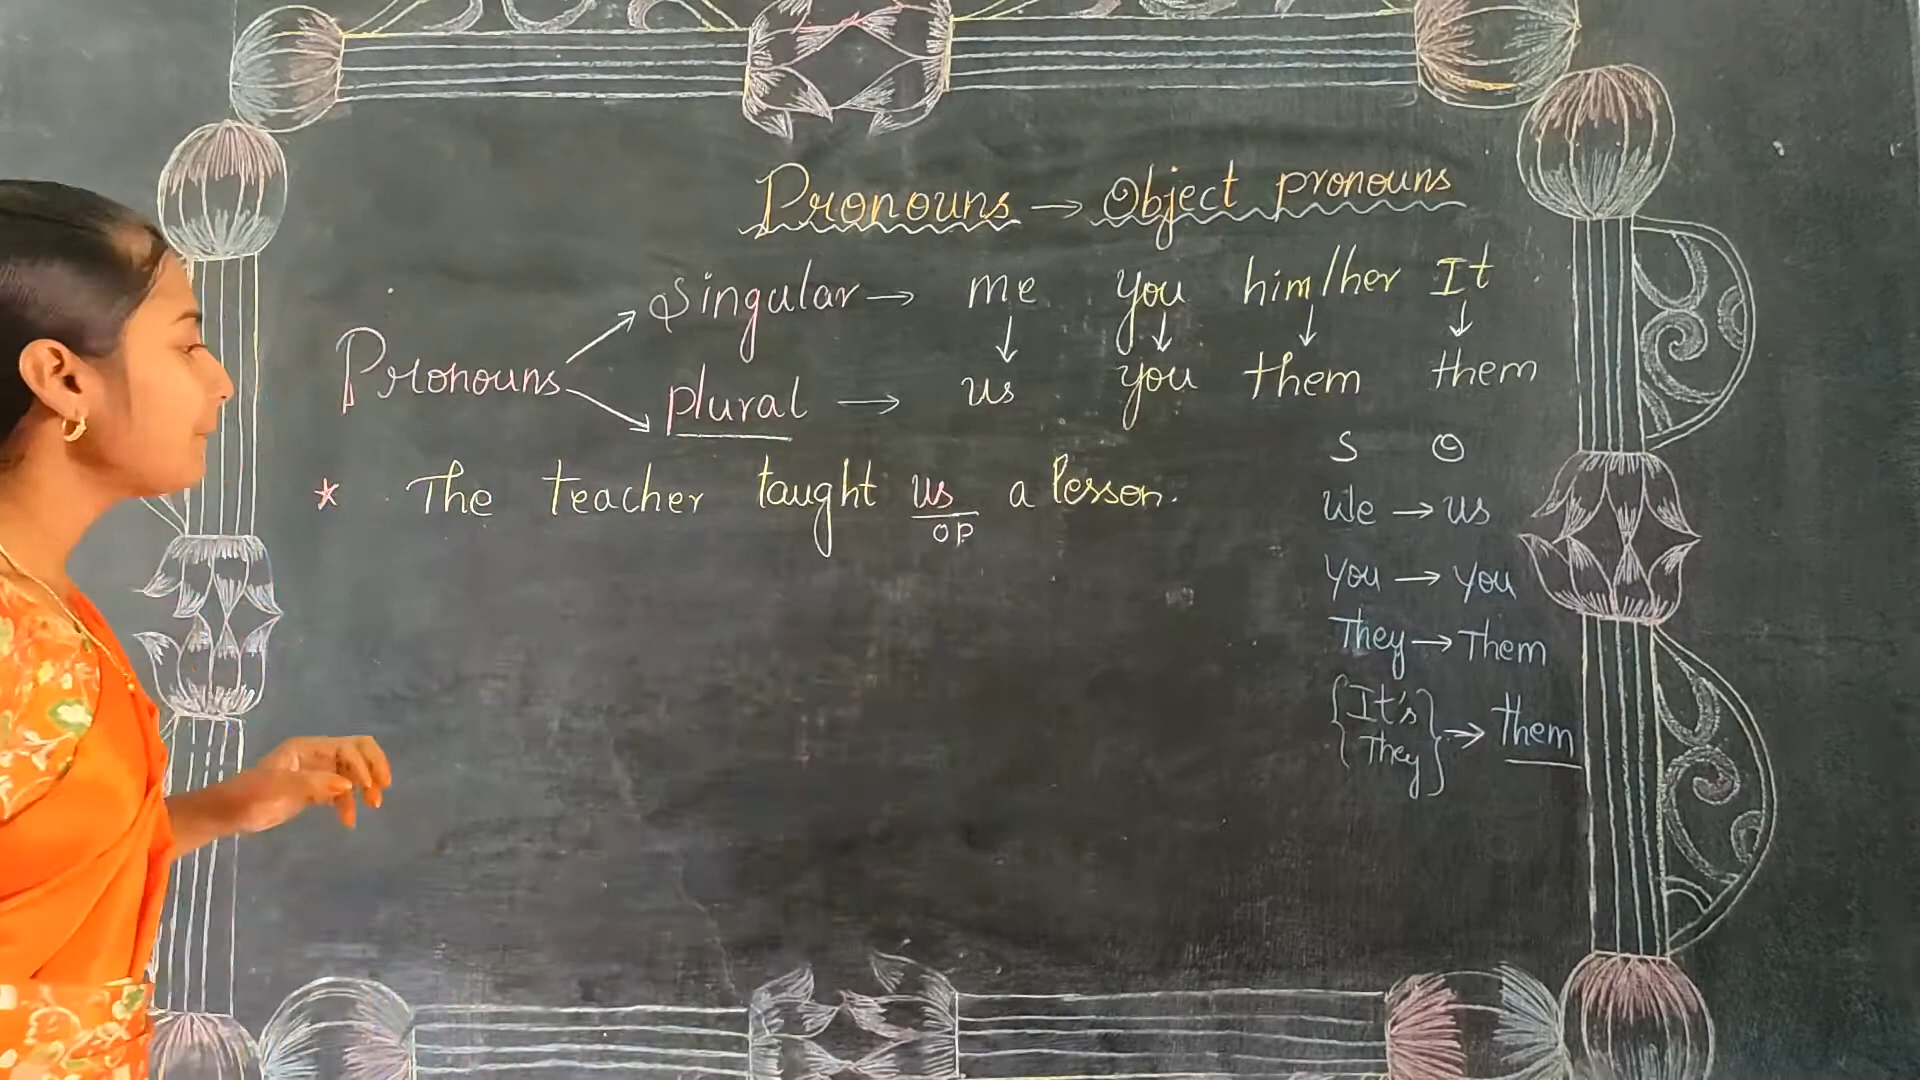 Pronouns → Object pronouns
Singular → me you him/her It
↓ ↓ ↓ ↓
Pronouns
plural → us you them them
S O
* The teacher taught us a lesson.
OP
We → us
You → you
They → Them
{It's They} → them